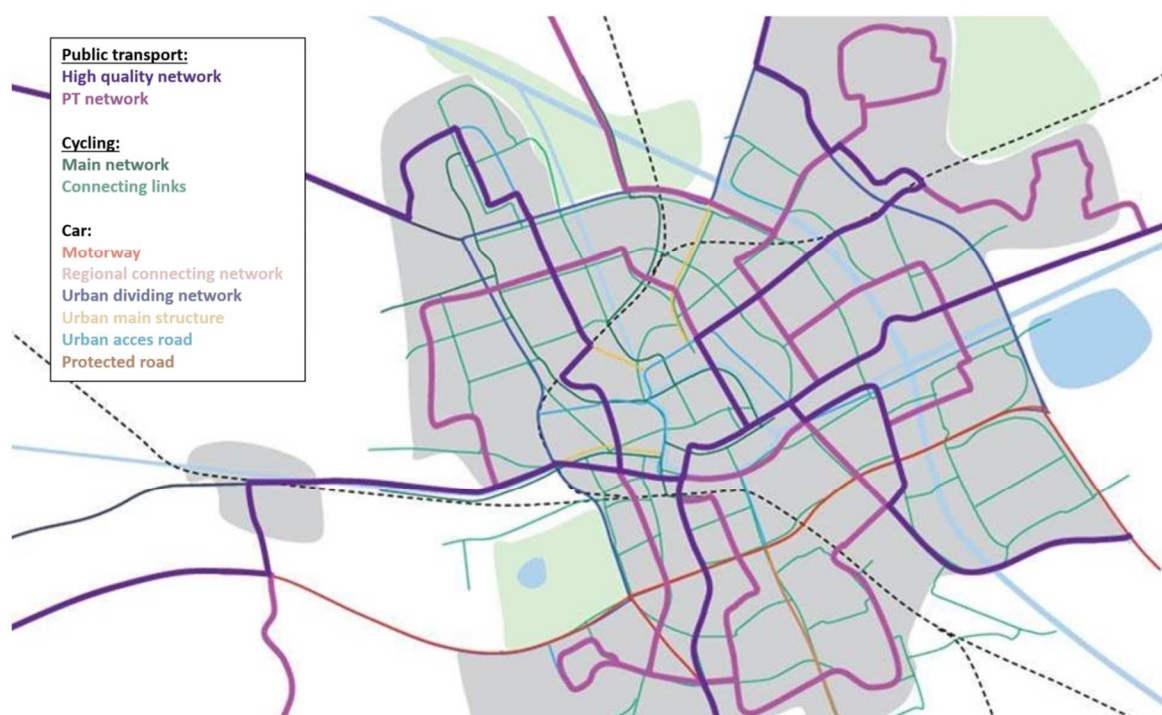 Public transport:
High quality network
PT network
Cycling:
Main network
Connecting links
Car:
Motorway
Regional connecting network
Urban dividing network
Urban main structure
Urban acces road
Protected road